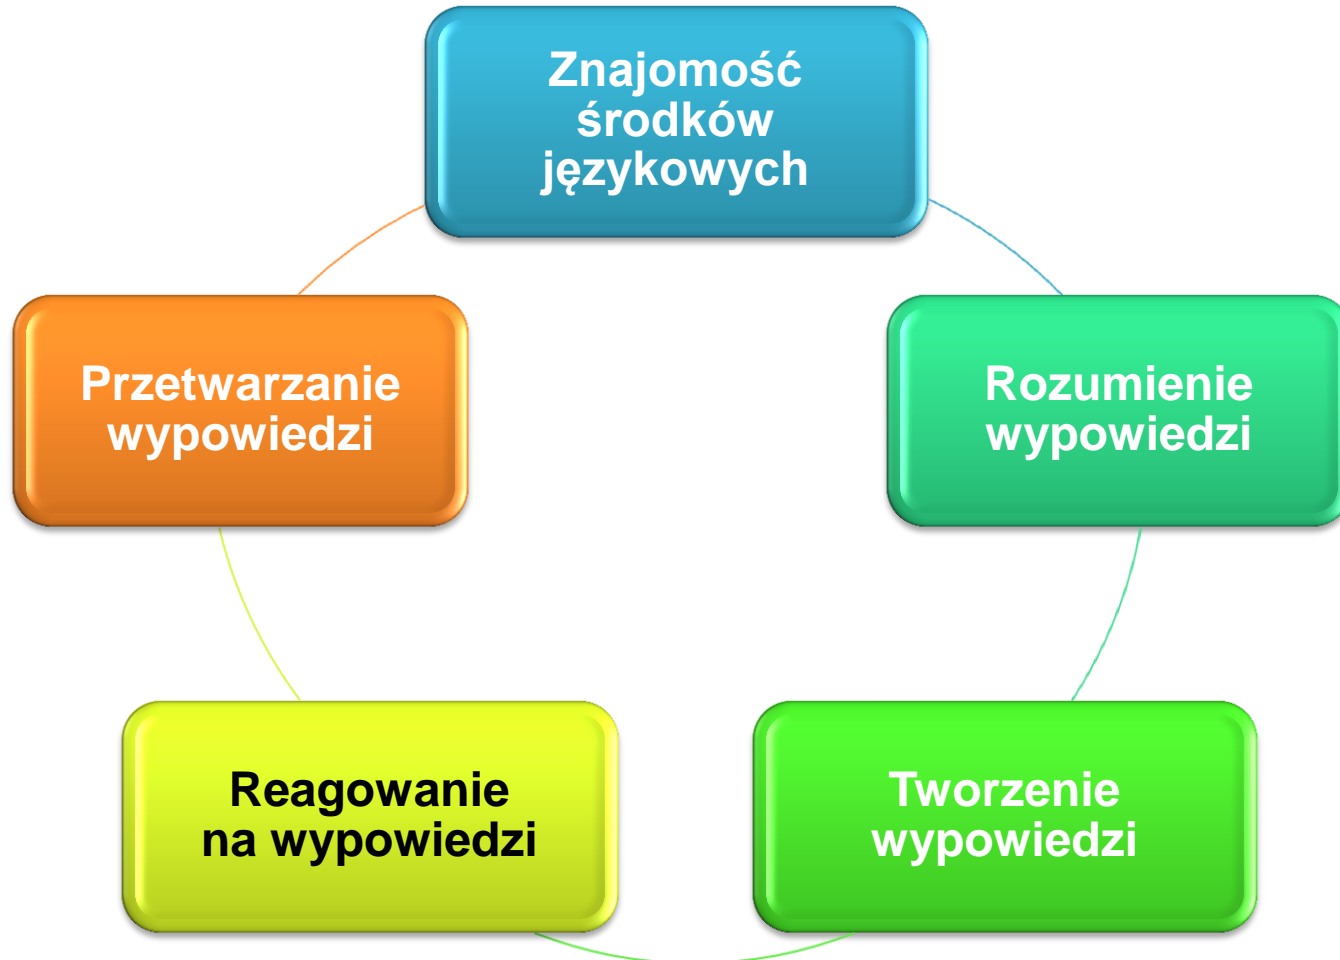 Znajomość
środków
językowych
Przetwarzanie
wypowiedzi
Rozumienie
wypowiedzi
Reagowanie
na wypowiedzi
Tworzenie
wypowiedzi